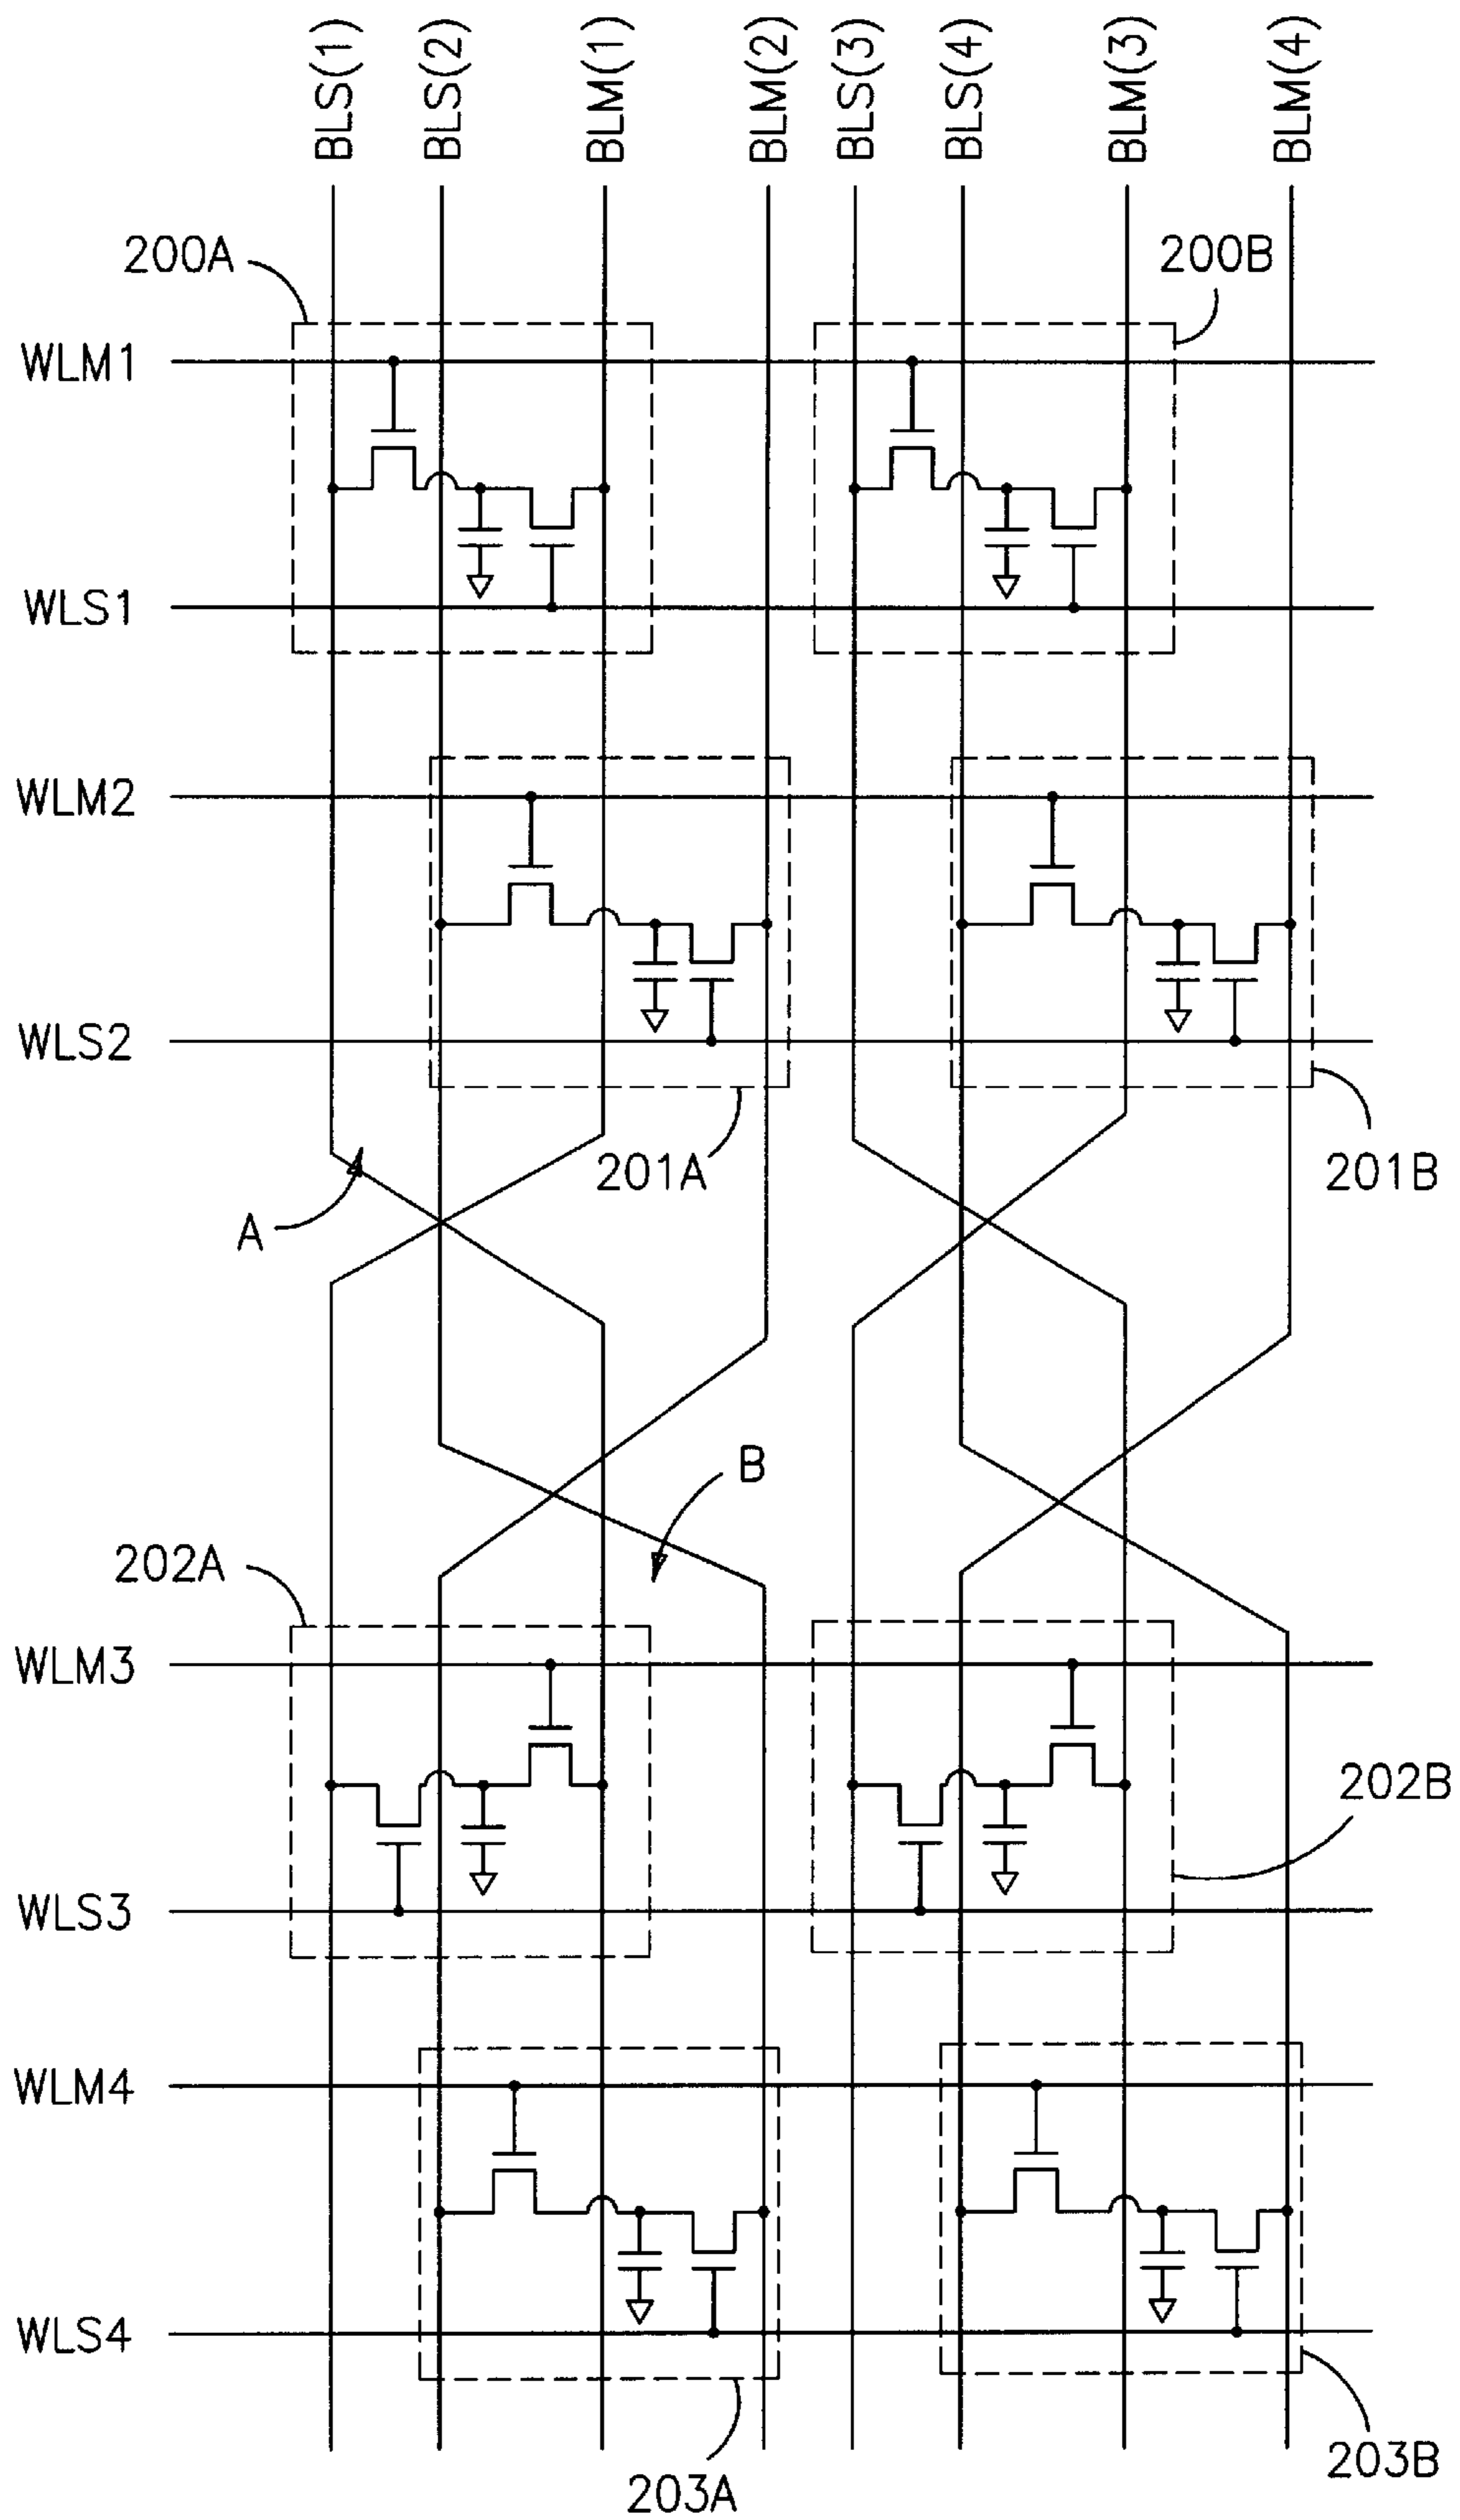 BLS(1)
BLS(2)
BLM(1)
BLM(2)
BLS(3)
BLS(4)
BLM(3)
BLM(4)
200A
200B
WLM1
WLS1
WLM2
WLS2
201A
201B
A
B
202A
WLM3
202B
WLS3
WLM4
WLS4
203A
203B